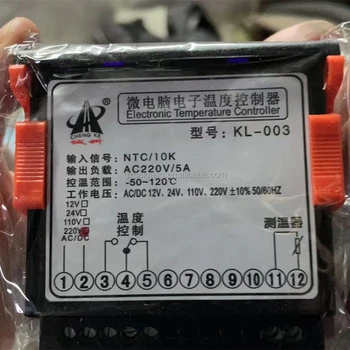 微电脑电子温度控制器
Electronic Temperature Controller
CHENG KE
型号: KL-003
输入信号: NTC/10K
输出负载: AC220V/5A
控温范围: -50~120℃
工作电压: AC/DC 12V、24V、110V、220V ±10% 50/60HZ
12V
24V
110V
220V
AC/DC
温度
控制
测温器
1 2 3 4 5 6 7 8 9 10 11 12